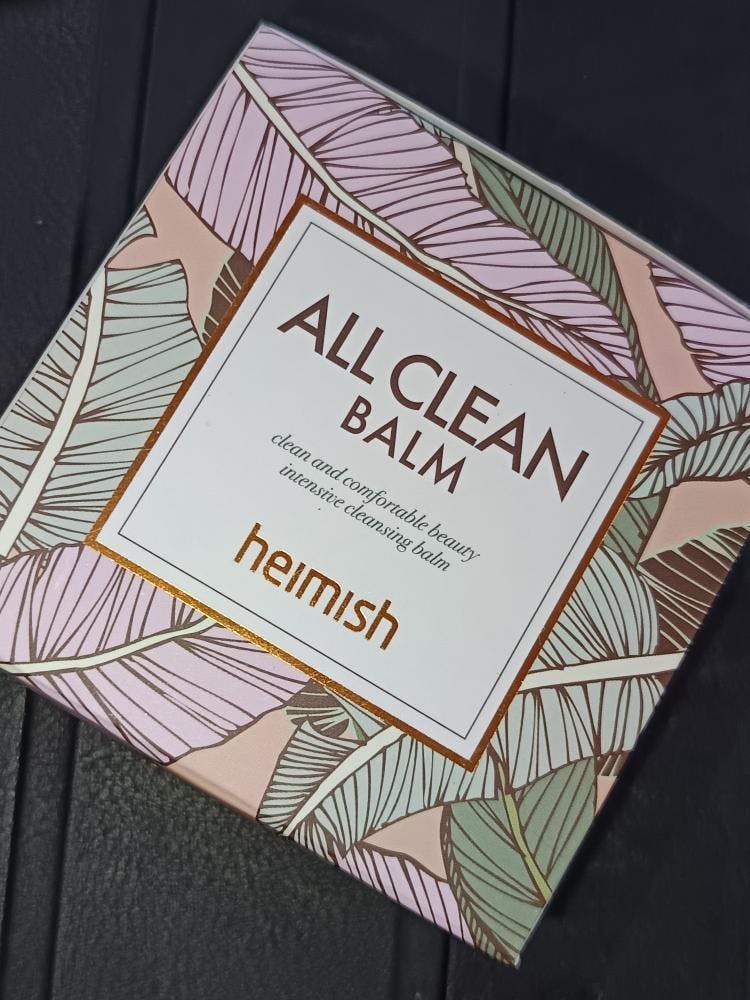 ALL CLEAN
BALM
clean and comfortable beauty
intensive cleansing balm
heimish